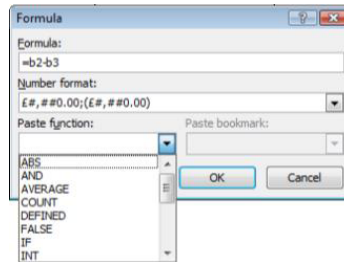 Formula
Formula:
=b2-b3
Number format:
£#,##0.00;(£#,##0.00)
Paste function: Paste bookmark:
ABS
AND
AVERAGE
COUNT
DEFINED
FALSE
IF
INT
OK Cancel